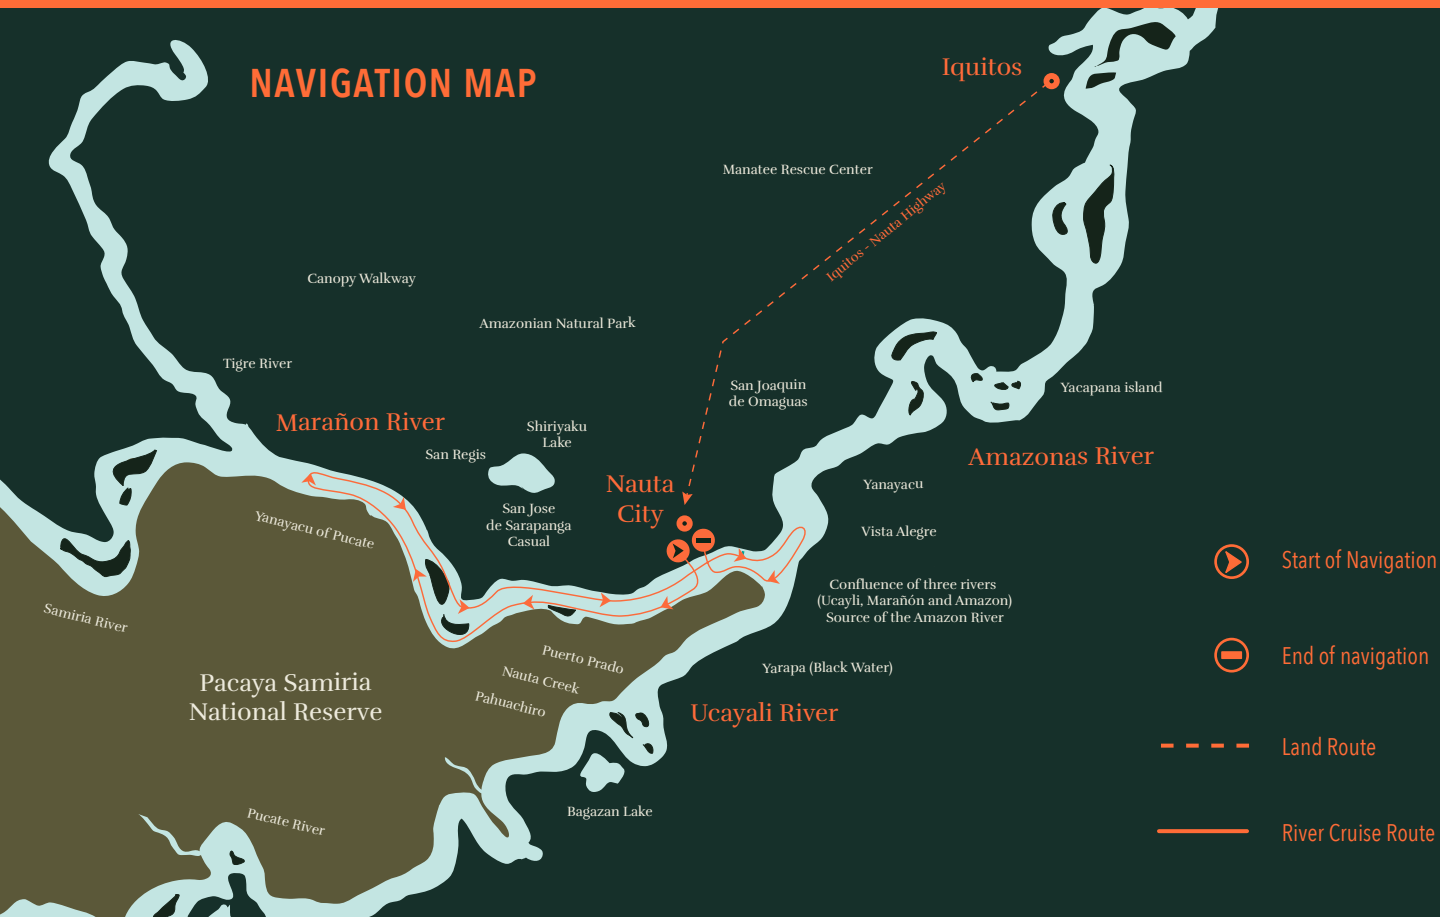 NAVIGATION MAP
Iquitos
Manatee Rescue Center
Iquitos - Nauta Highway
Canopy Walkway
Amazonian Natural Park
Tigre River
San Joaquin
de Omaguas
Yacapana island
Marañon River
Shiriyaku
Lake
San Regis
Amazonas River
Nauta
City
Yanayacu
San Jose
de Sarapanga
Casual
Yanayacu of Pucate
Vista Alegre
Start of Navigation
Confluence of three rivers
(Ucayli, Marañón and Amazon)
Source of the Amazon River
Samiria River
Puerto Prado
End of navigation
Yarapa (Black Water)
Nauta Creek
Pacaya Samiria
National Reserve
Pahuachiro
Ucayali River
Land Route
Bagazan Lake
Pucate River
River Cruise Route